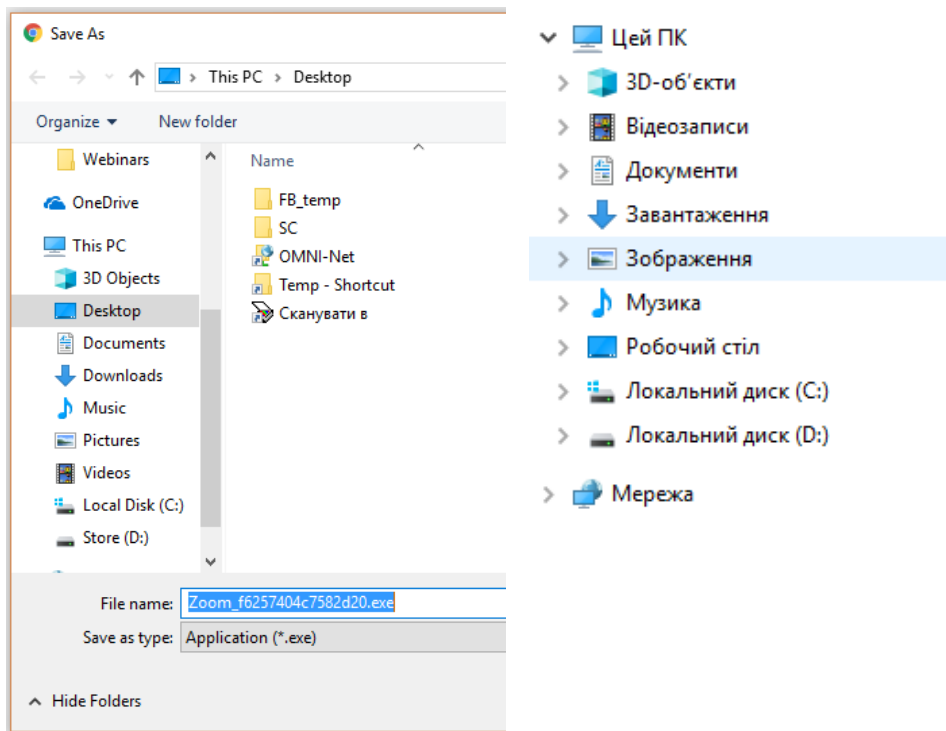 Save As
This PC > Desktop
Organize
New folder
Webinars
OneDrive
This PC
3D Objects
Desktop
Documents
Downloads
Music
Pictures
Videos
Local Disk (C:)
Store (D:)
Name
FB_temp
SC
OMNI-Net
Temp - Shortcut
Сканувати в
File name: Zoom_f6257404c7582d20.exe
Save as type: Application (*.exe)
Hide Folders
Цей ПК
3D-об'єкти
Відеозаписи
Документи
Завантаження
Зображення
Музика
Робочий стіл
Локальний диск (C:)
Локальний диск (D:)
Мережа